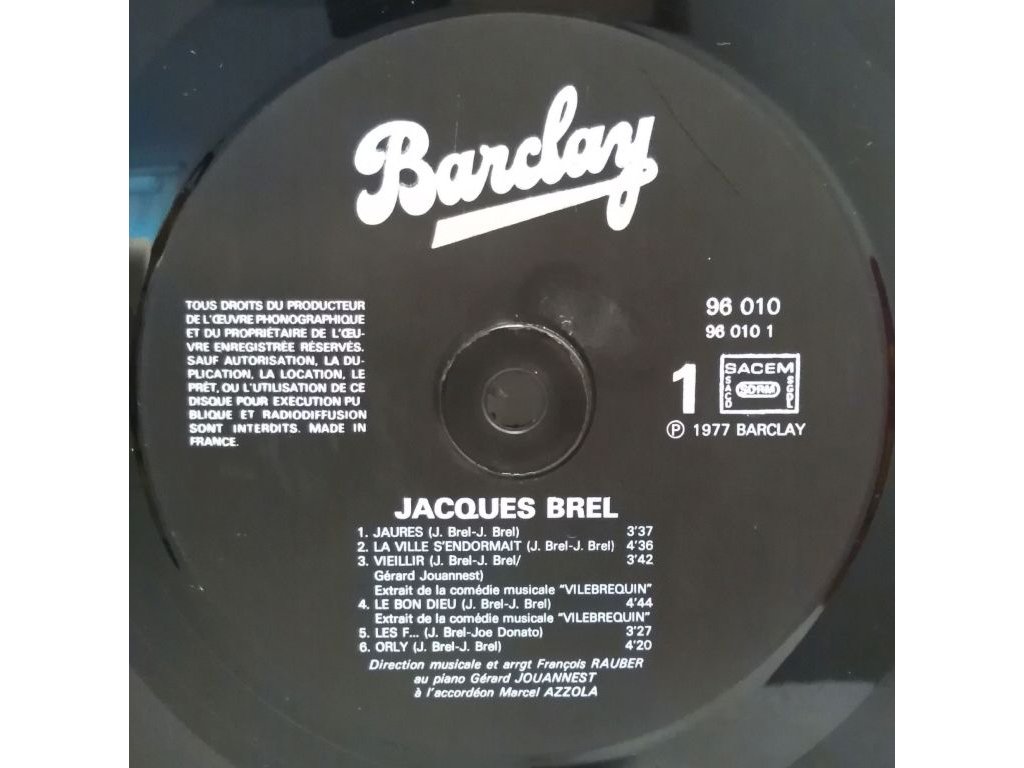 Barclay
TOUS DROITS DU PRODUCTEUR
DE L'ŒUVRE PHONOGRAPHIQUE
ET DU PROPRIÉTAIRE DE L'ŒU-
VRE ENREGISTRÉE RÉSERVÉS.
SAUF AUTORISATION, LA DU-
PLICATION, LA LOCATION, LE
PRÊT, OU L'UTILISATION DE CE
DISQUE POUR EXECUTION PU
BLIQUE ET RADIODIFFUSION
SONT INTERDITS. MADE IN
FRANCE.
96 010
96 010 1
1
SACEM
SACD
SDRM
SGDL
℗ 1977 BARCLAY
JACQUES BREL
1. JAURES (J. Brel-J. Brel) 3'37
2. LA VILLE S'ENDORMAIT (J. Brel-J. Brel) 4'36
3. VIEILLIR (J. Brel-J. Brel/ 3'42
Gérard Jouannest)
Extrait de la comédie musicale "VILEBREQUIN"
4. LE BON DIEU (J. Brel-J. Brel) 4'44
Extrait de la comédie musicale "VILEBREQUIN"
5. LES F... (J. Brel-Joe Donato) 3'27
6. ORLY (J. Brel-J. Brel) 4'20
Direction musicale et arrgt François RAUBER
au piano Gérard JOUANNEST
à l'accordéon Marcel AZZOLA